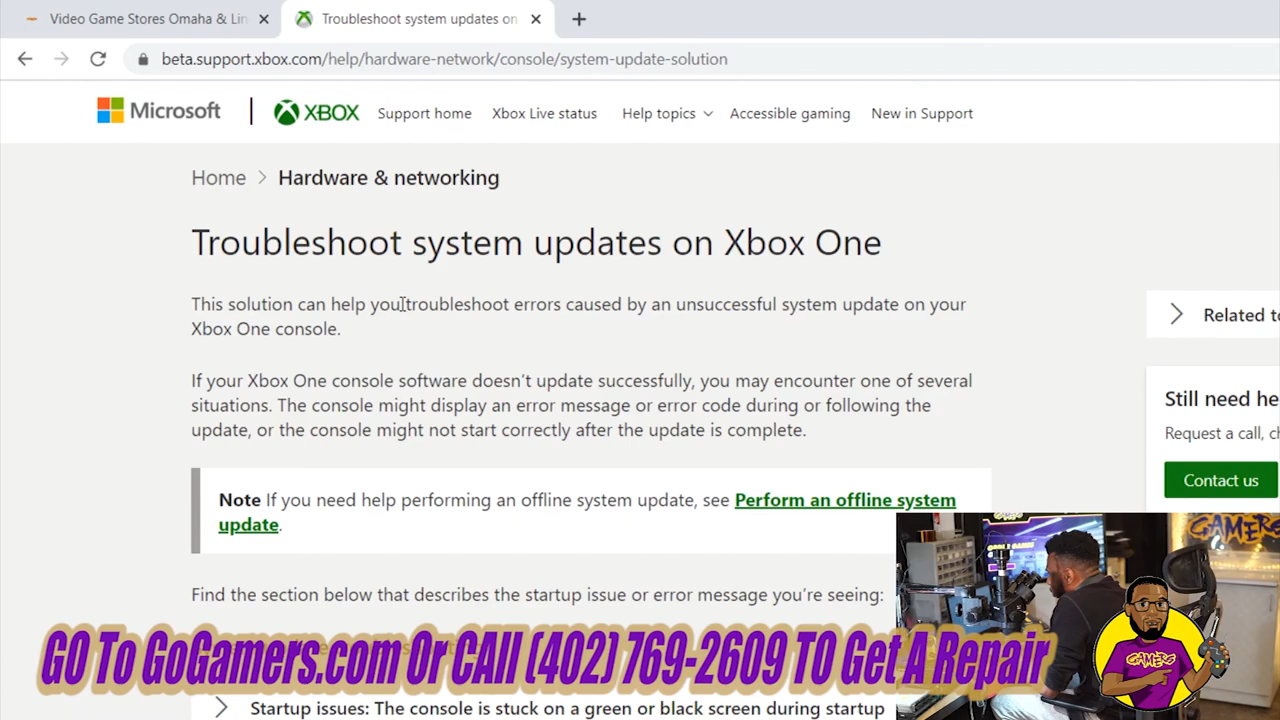 Video Game Stores Omaha & Lin
Troubleshoot system updates on
beta.support.xbox.com/help/hardware-network/console/system-update-solution
Microsoft
XBOX
Support home
Xbox Live status
Help topics
Accessible gaming
New in Support
Home > Hardware & networking
Troubleshoot system updates on Xbox One
This solution can help you troubleshoot errors caused by an unsuccessful system update on your
Xbox One console.
If your Xbox One console software doesn't update successfully, you may encounter one of several
situations. The console might display an error message or error code during or following the
update, or the console might not start correctly after the update is complete.
Note If you need help performing an offline system update, see Perform an offline system
update.
Related to
Still need he
Request a call, ch
Contact us
Find the section below that describes the startup issue or error message you're seeing:
GAMERS
GAMERS
GO To GoGamers.com Or CAll (402) 769-2609 TO Get A Repair
Startup issues: The console is stuck on a green or black screen during startup